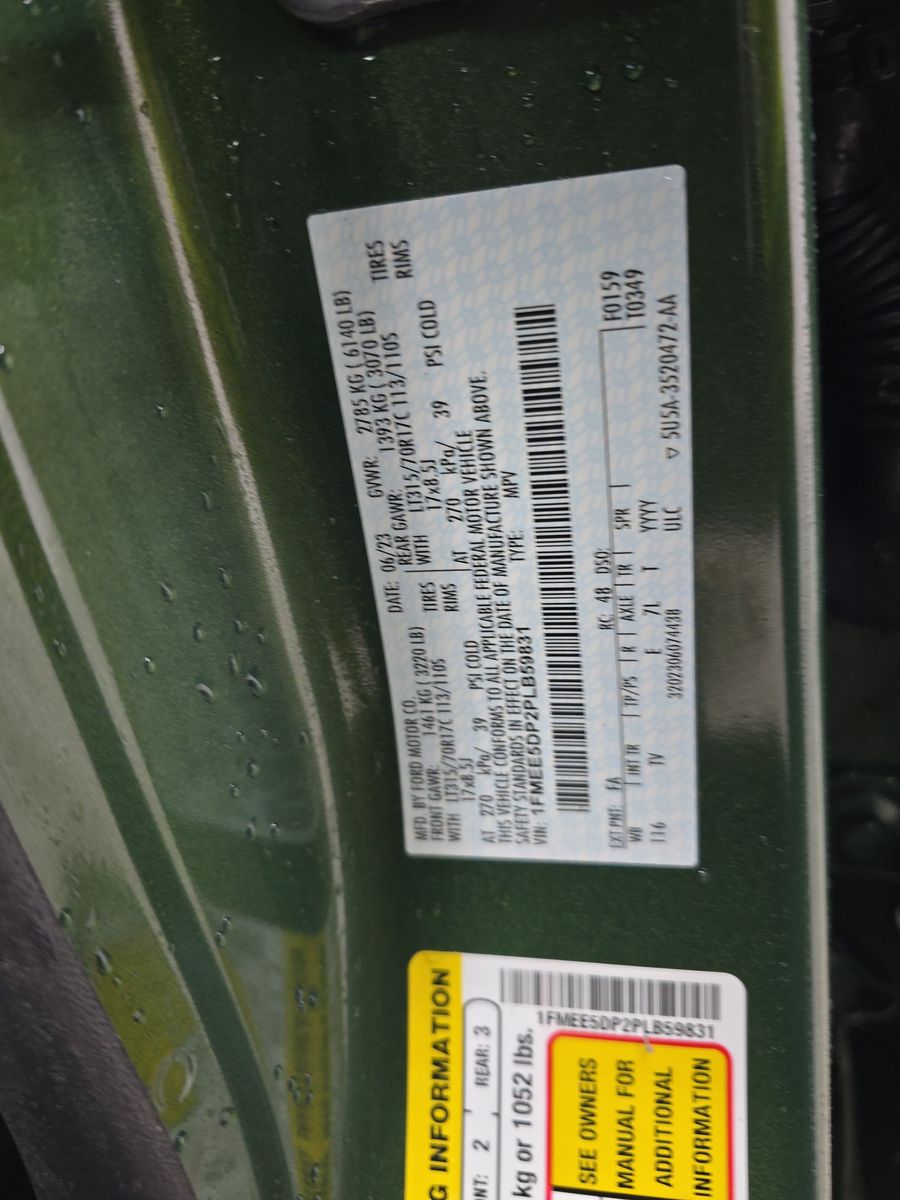 MFD. BY FORD MOTOR CO.
DATE: 06/23 GVWR: 2785 KG ( 6140 LB)
FRONT GAWR: 1461 KG ( 3220 LB)
REAR GAWR: 1393 KG ( 3070 LB)
WITH LT315/70R17C 113/110S TIRES
WITH LT315/70R17C 113/110S TIRES
17x8.5J RIMS
17x8.5J RIMS
AT 270 kPa/ 39 PSI COLD
AT 270 kPa/ 39 PSI COLD
THIS VEHICLE CONFORMS TO ALL APPLICABLE FEDERAL MOTOR VEHICLE
SAFETY STANDARDS IN EFFECT ON THE DATE OF MANUFACTURE SHOWN ABOVE.
VIN: 1FMEE5DP2PLB59831
TYPE: MPV
F0159
T0349
EXT PNT: FA RC: 48 DSO:
WB INT TR TP/PS R AXLE TR SPR
116 TV E 7L T YYYY
3202306074438 ULC
▽ 5U5A-3520472-AA
G INFORMATION
NT: 2 REAR: 3
kg or 1052 lbs.
1FMEE5DP2PLB59831
SEE OWNERS
MANUAL FOR
ADDITIONAL
INFORMATION